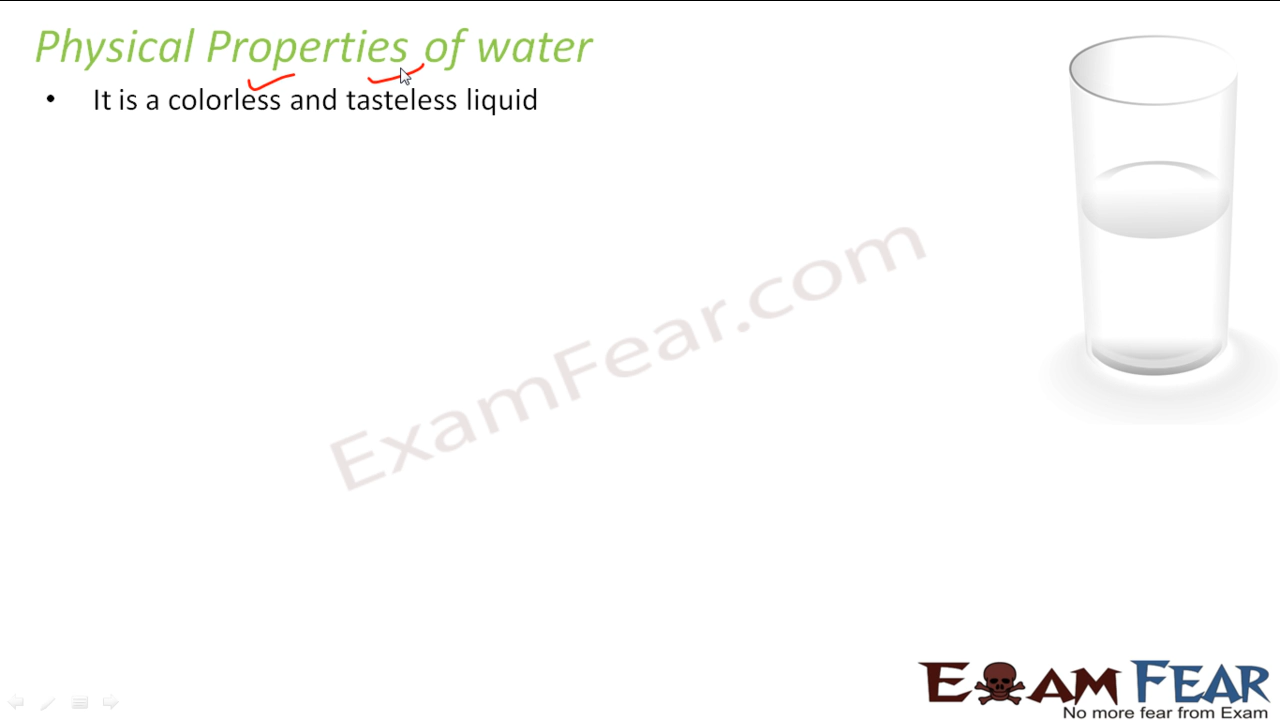 Physical Properties of water
• It is a colorless and tasteless liquid
ExamFear.com
EXAM FEAR
No more fear from Exam